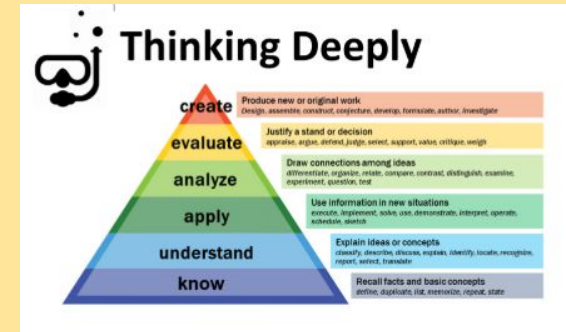 Thinking Deeply
create
Produce new or original work
Design, assemble, construct, conjecture, develop, formulate, author, investigate
evaluate
Justify a stand or decision
appraise, argue, defend, judge, select, support, value, critique, weigh
analyze
Draw connections among ideas
differentiate, organize, relate, compare, contrast, distinguish, examine,
experiment, question, test
apply
Use information in new situations
execute, implement, solve, use, demonstrate, interpret, operate,
schedule, sketch
understand
Explain ideas or concepts
classify, describe, discuss, explain, identify, locate, recognize,
report, select, translate
know
Recall facts and basic concepts
define, duplicate, list, memorize, repeat, state